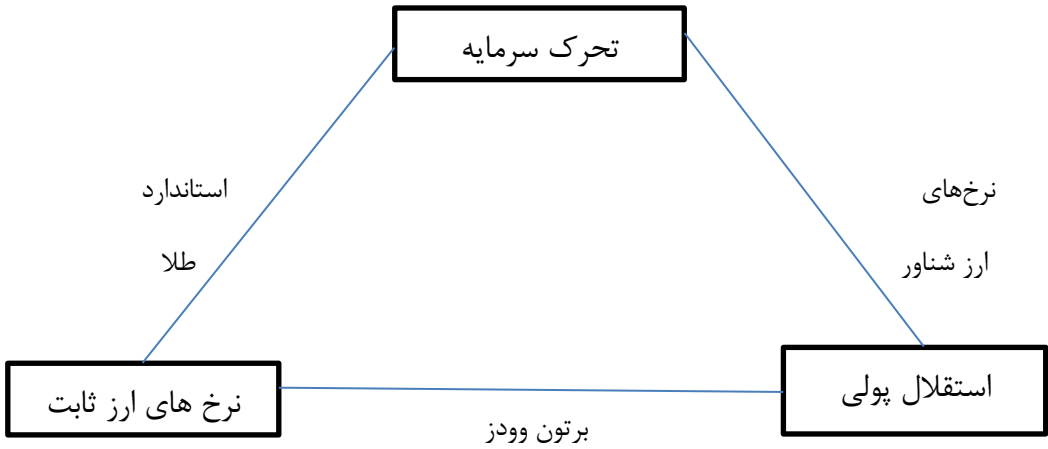 تحرک سرمایه
نرخ‌های
ارز شناور
استاندارد
طلا
استقلال پولی
نرخ های ارز ثابت
برتون وودز